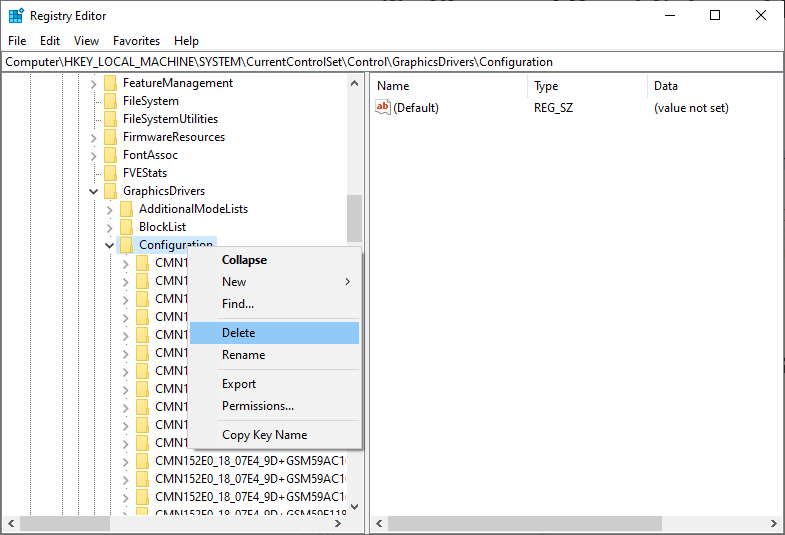 Registry Editor
File Edit View Favorites Help
Computer\HKEY_LOCAL_MACHINE\SYSTEM\CurrentControlSet\Control\GraphicsDrivers\Configuration
FeatureManagement
FileSystem
FileSystemUtilities
FirmwareResources
FontAssoc
FVEStats
GraphicsDrivers
AdditionalModeLists
BlockList
Configuration
CMN1
CMN1
CMN1
CMN1
CMN1
CMN1
CMN1
CMN1
CMN1
CMN1
CMN1
CMN152E0_18_07E4_9D+GSM59AC1
CMN152E0_18_07E4_9D+GSM59AC1
CMN152E0_18_07E4_9D+GSM59AC1
CMN152E0_18_07E4_9D+GSM59F118
Collapse
New
Find...
Delete
Rename
Export
Permissions...
Copy Key Name
Name Type Data
ab (Default) REG_SZ (value not set)